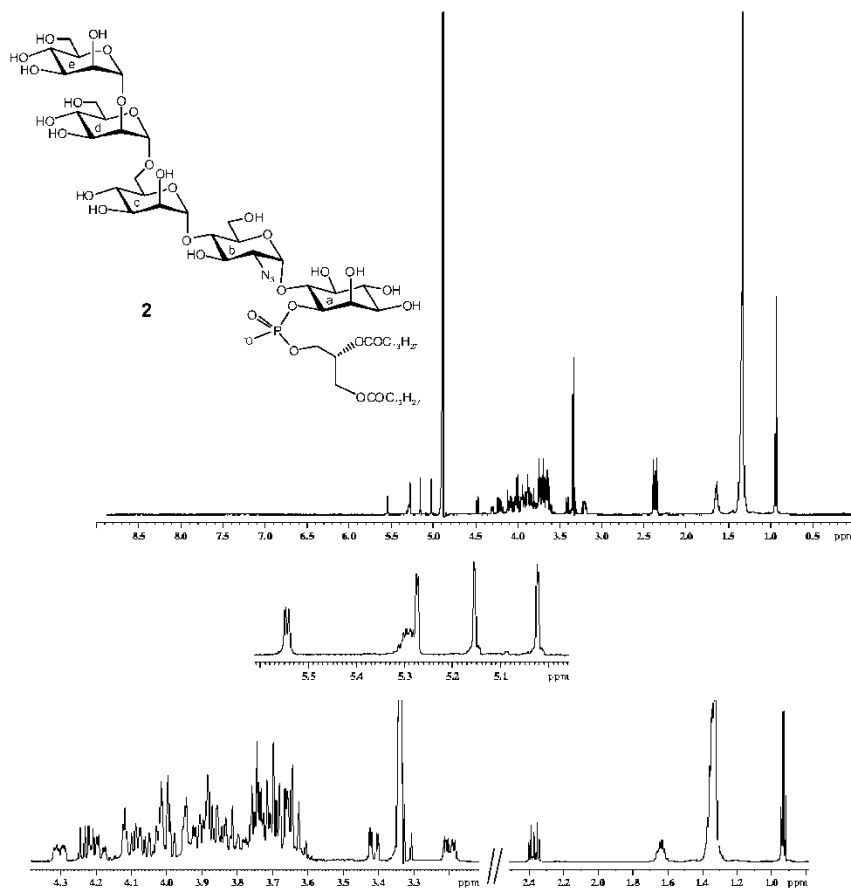 HO OH
HO O
HO e
O
HO O
HO d
HO
O
OH
HO O
HO c OH
O b O
HO
N₃ HO OH OH
O a OH
2 O OH
O
P OCOC
⁻O O
OCOC
8.5 8.0 7.5 7.0 6.5 6.0 5.5 5.0 4.5 4.0 3.5 3.0 2.5 2.0 1.5 1.0 0.5 ppm
5.5 5.4 5.3 5.2 5.1 ppm
4.3 4.2 4.1 4.0 3.9 3.8 3.7 3.6 3.5 3.4 3.3 ppm // 2.4 2.2 2.0 1.8 1.6 1.4 1.2 1.0 ppm